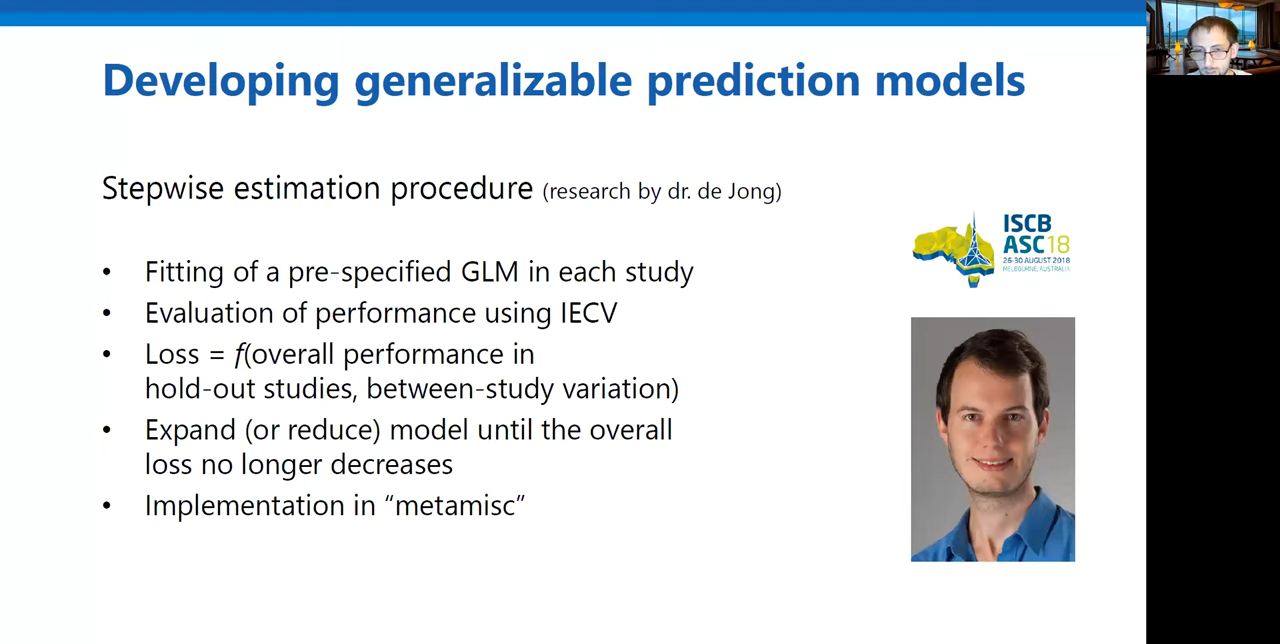 Developing generalizable prediction models
Stepwise estimation procedure (research by dr. de Jong)
• Fitting of a pre-specified GLM in each study
• Evaluation of performance using IECV
• Loss = f(overall performance in
hold-out studies, between-study variation)
• Expand (or reduce) model until the overall
loss no longer decreases
• Implementation in “metamisc”
ISCB
ASC18
26-30 AUGUST 2018
MELBOURNE, AUSTRALIA